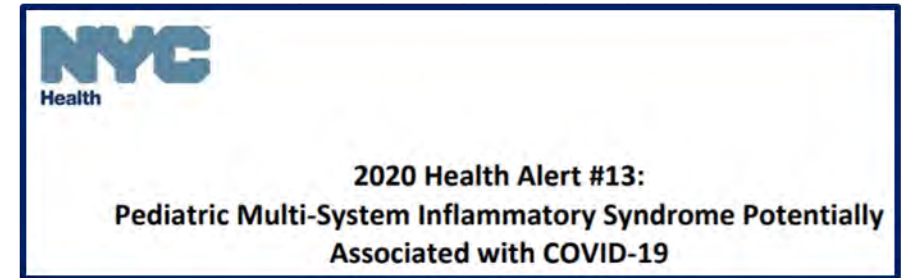 NYC
Health
2020 Health Alert #13:
Pediatric Multi-System Inflammatory Syndrome Potentially
Associated with COVID-19